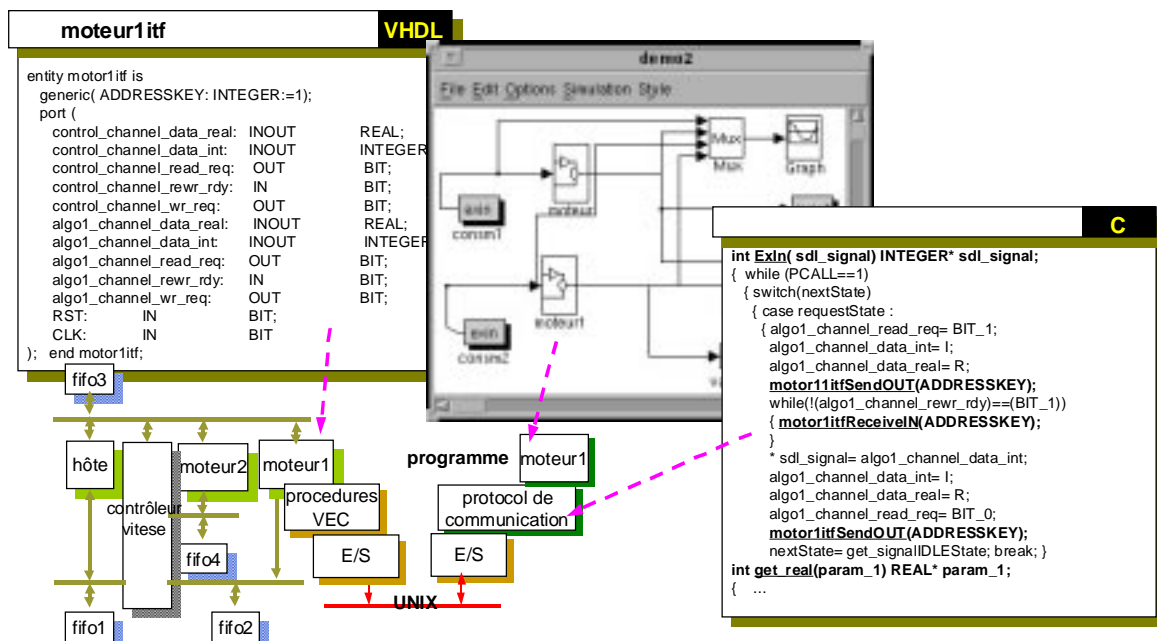 moteur1itf
VHDL
entity motor1itf is
generic( ADDRESSKEY: INTEGER:=1);
port (
control_channel_data_real: INOUT REAL;
control_channel_data_int: INOUT INTEGER
control_channel_read_req: OUT BIT;
control_channel_rewr_rdy: IN BIT;
control_channel_wr_req: OUT BIT;
algo1_channel_data_real: INOUT REAL;
algo1_channel_data_int: INOUT INTEGER
algo1_channel_read_req: OUT BIT;
algo1_channel_rewr_rdy: IN BIT;
algo1_channel_wr_req: OUT BIT;
RST: IN BIT;
CLK: IN BIT
); end motor1itf;
demo2
File Edit Options Simulation Style
Mux
Mux
Graph
moteur
exin
consm1
moteur1
exin
consm2
C
int ExIn( sdl_signal) INTEGER* sdl_signal;
{ while (PCALL==1)
{ switch(nextState)
{ case requestState :
{ algo1_channel_read_req= BIT_1;
algo1_channel_data_int= I;
algo1_channel_data_real= R;
motor11itfSendOUT(ADDRESSKEY);
while(!(algo1_channel_rewr_rdy)==(BIT_1))
{ motor1itfReceiveIN(ADDRESSKEY);
}
* sdl_signal= algo1_channel_data_int;
algo1_channel_data_int= I;
algo1_channel_data_real= R;
algo1_channel_read_req= BIT_0;
motor1itfSendOUT(ADDRESSKEY);
nextState= get_signalIDLEState; break; }
int get_real(param_1) REAL* param_1;
{ ...
fifo3
hôte
contrôleur
vitese
moteur2
moteur1
procedures
VEC
E/S
fifo4
fifo1
fifo2
programme
moteur1
protocol de
communication
E/S
UNIX